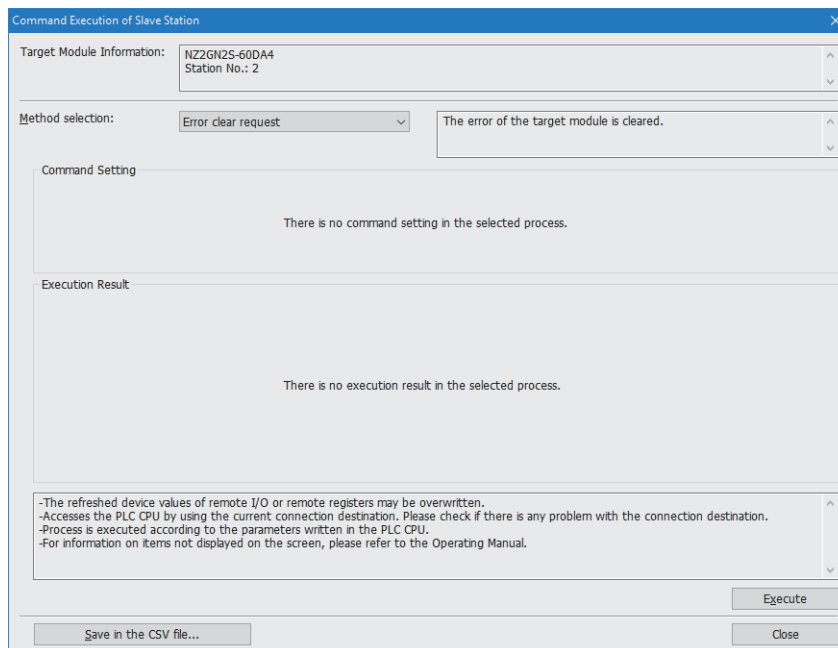 Command Execution of Slave Station
Target Module Information:
NZ2GN2S-60DA4
Station No.: 2
Method selection:
Error clear request
The error of the target module is cleared.
Command Setting
There is no command setting in the selected process.
Execution Result
There is no execution result in the selected process.
-The refreshed device values of remote I/O or remote registers may be overwritten.
-Accesses the PLC CPU by using the current connection destination. Please check if there is any problem with the connection destination.
-Process is executed according to the parameters written in the PLC CPU.
-For information on items not displayed on the screen, please refer to the Operating Manual.
Execute
Save in the CSV file...
Close